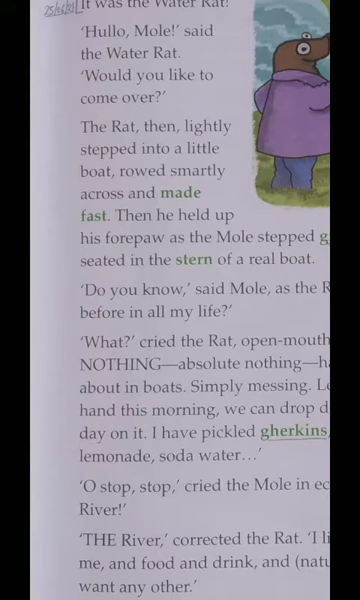 It was the Water Rat!
'Hullo, Mole!' said
the Water Rat.
'Would you like to
come over?'
The Rat, then, lightly
stepped into a little
boat, rowed smartly
across and made
fast. Then he held up
his forepaw as the Mole stepped g
seated in the stern of a real boat.
'Do you know,' said Mole, as the R
before in all my life?'
'What?' cried the Rat, open-mouth
NOTHING—absolute nothing—ha
about in boats. Simply messing. Lo
hand this morning, we can drop d
day on it. I have pickled gherkins,
lemonade, soda water…'
'O stop, stop,' cried the Mole in ec
River!'
'THE River,' corrected the Rat. 'I li
me, and food and drink, and (natu
want any other.'